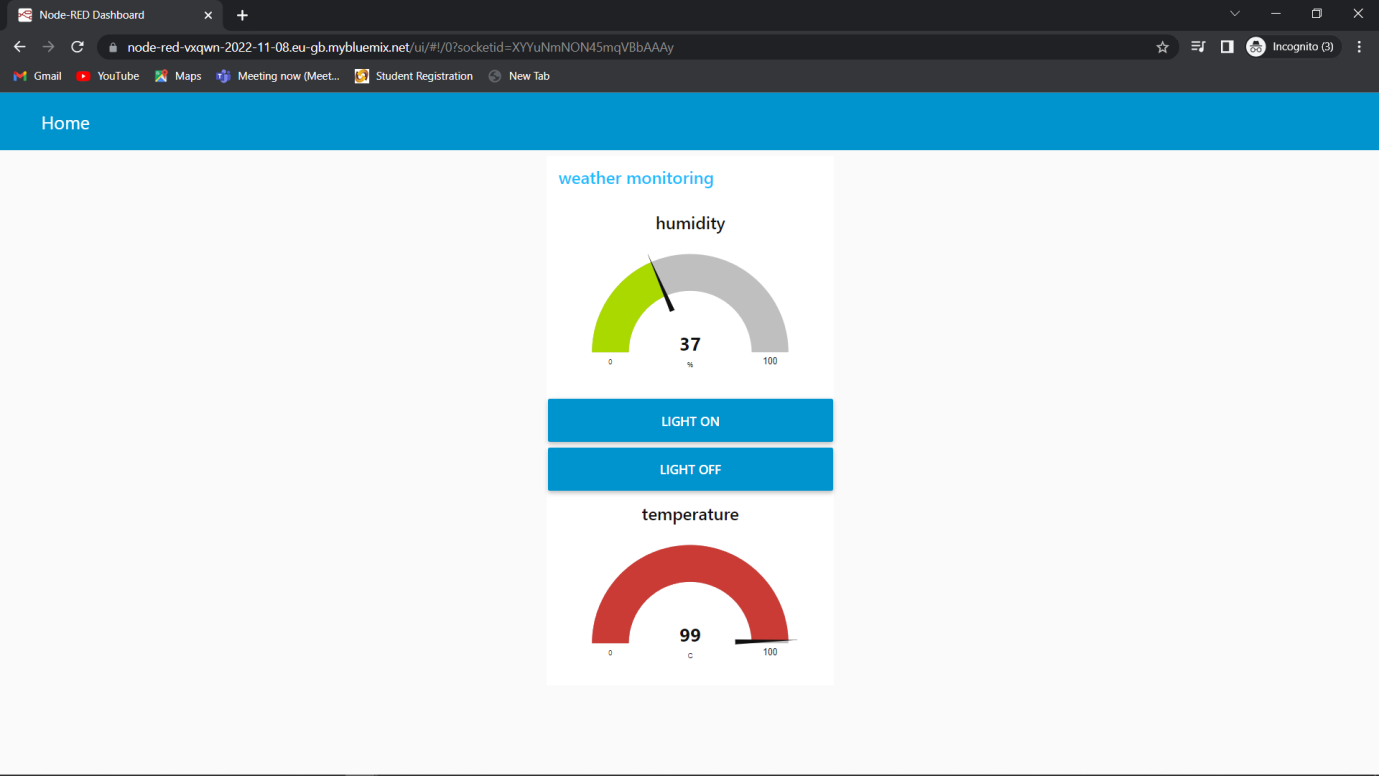 Node-RED Dashboard
node-red-vxqwn-2022-11-08.eu-gb.mybluemix.net/ui/#!/0?socketid=XYYuNmNON45mqVBbAAAy
Incognito (3)
Gmail YouTube Maps Meeting now (Meet... Student Registration New Tab
Home
weather monitoring
humidity
37
%
0 100
LIGHT ON
LIGHT OFF
temperature
99
C
0 100